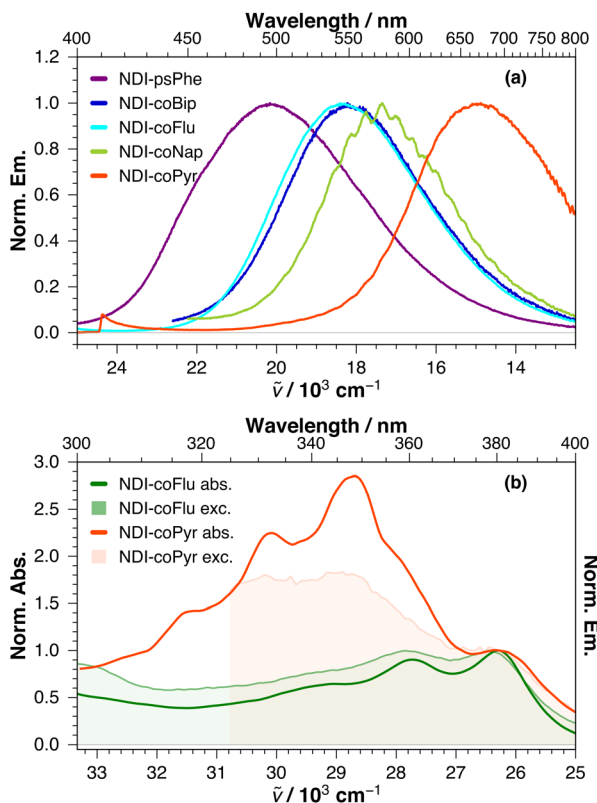 Wavelength / nm
400 450 500 550 600 650 700 750 800
1.2
1.0
0.8
0.6
0.4
0.2
0.0
Norm. Em.
(a)
NDI-psPhe
NDI-coBip
NDI-coFlu
NDI-coNap
NDI-coPyr
24 22 20 18 16 14
ṽ / 10³ cm⁻¹
Wavelength / nm
300 320 340 360 380 400
3.0
2.5
2.0
1.5
1.0
0.5
0.0
Norm. Abs.
(b)
NDI-coFlu abs.
NDI-coFlu exc.
NDI-coPyr abs.
NDI-coPyr exc.
Norm. Em.
33 32 31 30 29 28 27 26 25
ṽ / 10³ cm⁻¹